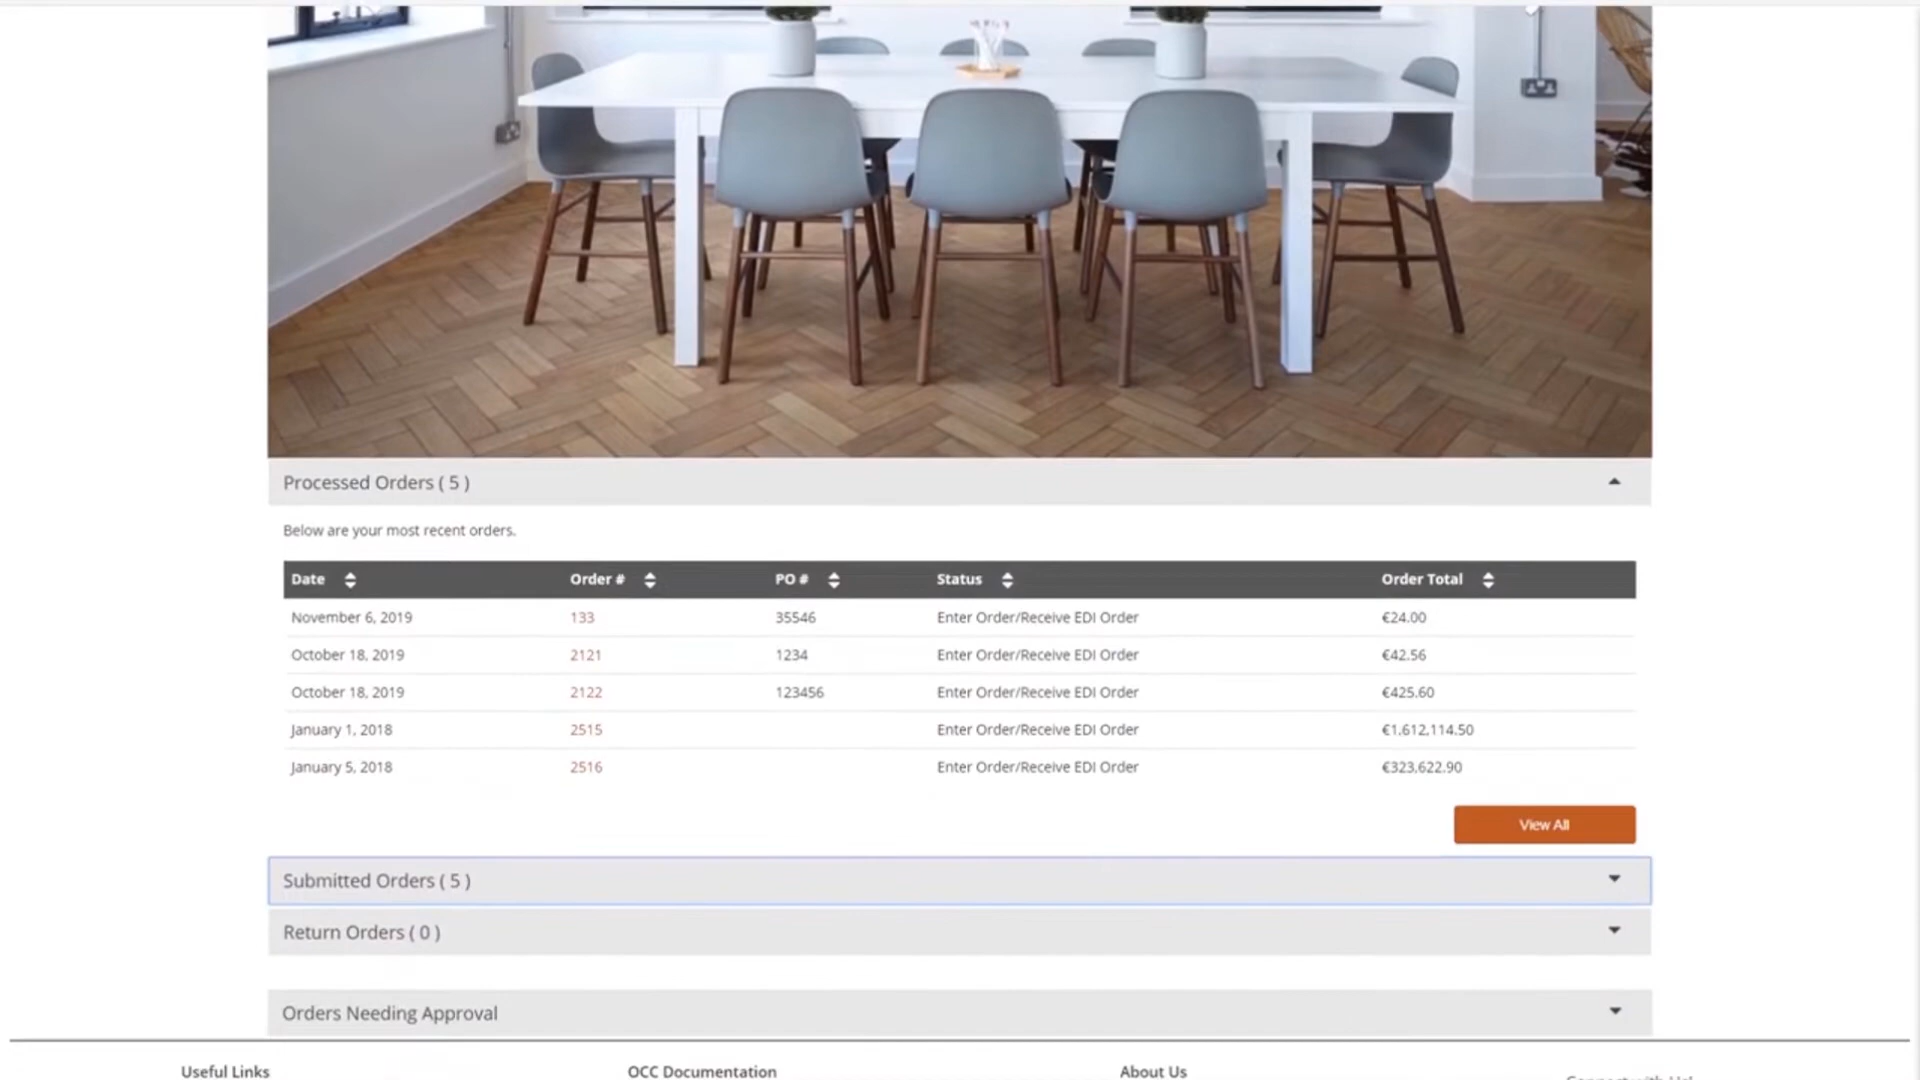 Processed Orders ( 5 )
Below are your most recent orders.
Date Order # PO # Status Order Total
November 6, 2019 133 35546 Enter Order/Receive EDI Order €24.00
October 18, 2019 2121 1234 Enter Order/Receive EDI Order €42.56
October 18, 2019 2122 123456 Enter Order/Receive EDI Order €425.60
January 1, 2018 2515 Enter Order/Receive EDI Order €1,612,114.50
January 5, 2018 2516 Enter Order/Receive EDI Order €323,622.90
View All
Submitted Orders ( 5 )
Return Orders ( 0 )
Orders Needing Approval
Useful Links OCC Documentation About Us